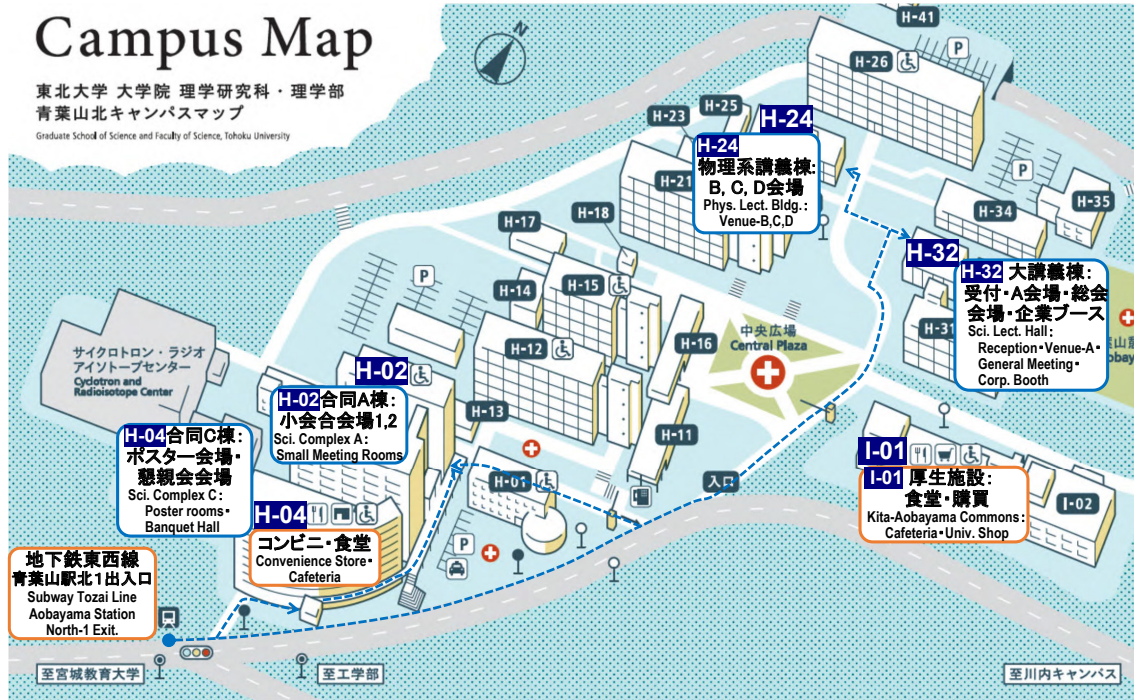 Campus Map
N
東北大学 大学院 理学研究科・理学部
青葉山北キャンパスマップ
Graduate School of Science and Faculty of Science, Tohoku University
H-41
P
H-26
H-25
H-24
H-23
H-24
物理系講義棟:
B, C, D会場
Phys. Lect. Bldg.:
Venue-B,C,D
H-21
P
H-35
H-34
H-18
H-17
H-32
H-32 大講義棟:
受付・A会場・総会
会場・企業ブース
Sci. Lect. Hall:
Reception・Venue-A・
General Meeting・
Corp. Booth
H-31
P
H-14
H-15
中央広場
Central Plaza
H-16
H-12
サイクロトロン・ラジオ
アイソトープセンター
Cyclotron and
Radioisotope Center
H-02
H-02合同A棟:
小会合会場1,2
Sci. Complex A:
Small Meeting Rooms
H-13
H-11
H-04合同C棟:
ポスター会場・
懇親会会場
Sci. Complex C:
Poster rooms・
Banquet Hall
H-01
入口
I-01
I-01 厚生施設:
食堂・購買
Kita-Aobayama Commons:
Cafeteria・Univ. Shop
I-02
H-04
コンビニ・食堂
Convenience Store・
Cafeteria
P
地下鉄東西線
青葉山駅北1出入口
Subway Tozai Line
Aobayama Station
North-1 Exit.
至宮城教育大学
至工学部
至川内キャンパス